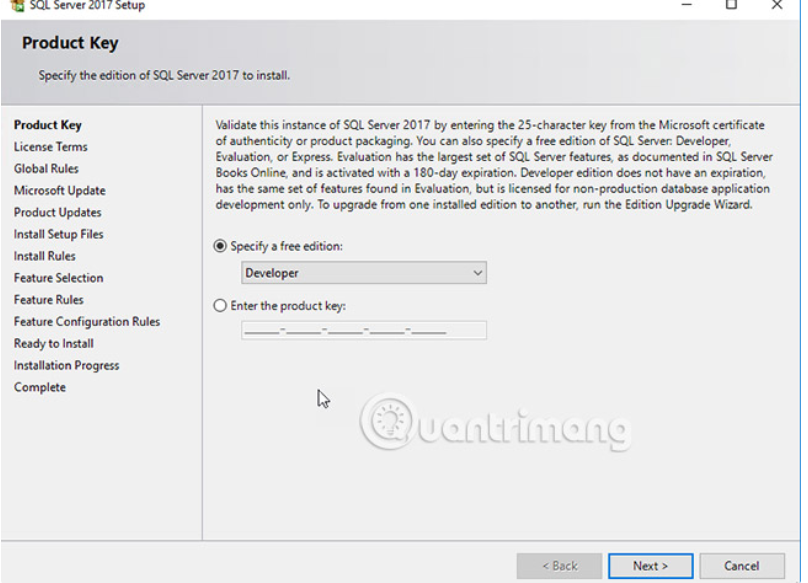 SQL Server 2017 Setup
Product Key
Specify the edition of SQL Server 2017 to install.
Product Key
License Terms
Global Rules
Microsoft Update
Product Updates
Install Setup Files
Install Rules
Feature Selection
Feature Rules
Feature Configuration Rules
Ready to Install
Installation Progress
Complete
Validate this instance of SQL Server 2017 by entering the 25-character key from the Microsoft certificate
of authenticity or product packaging. You can also specify a free edition of SQL Server: Developer,
Evaluation, or Express. Evaluation has the largest set of SQL Server features, as documented in SQL Server
Books Online, and is activated with a 180-day expiration. Developer edition does not have an expiration,
has the same set of features found in Evaluation, but is licensed for non-production database application
development only. To upgrade from one installed edition to another, run the Edition Upgrade Wizard.
Specify a free edition:
Developer
Enter the product key:
_____-_____-_____-_____-_____
Quantrimang
< Back
Next >
Cancel